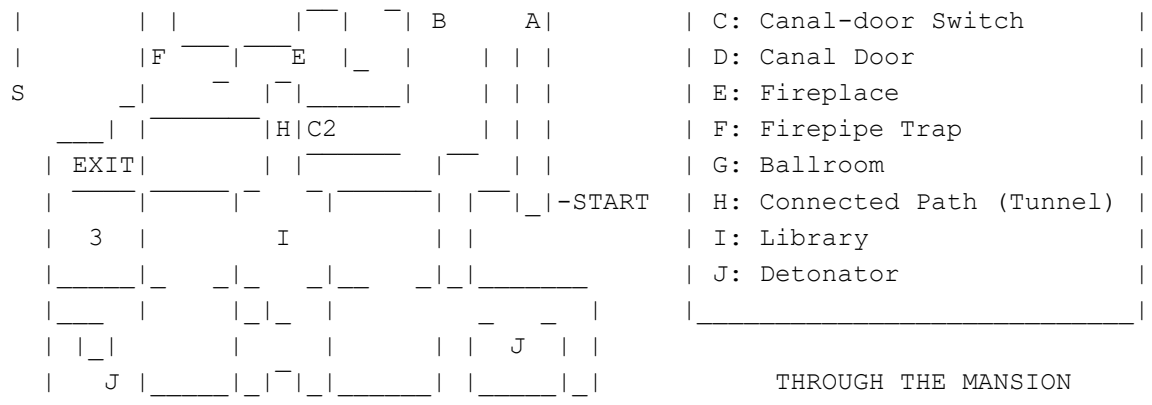 B A C: Canal-door Switch
F E D: Canal Door
S E: Fireplace
H C2 F: Firepipe Trap
EXIT G: Ballroom
-START H: Connected Path (Tunnel)
3 I I: Library
J: Detonator
J
J THROUGH THE MANSION